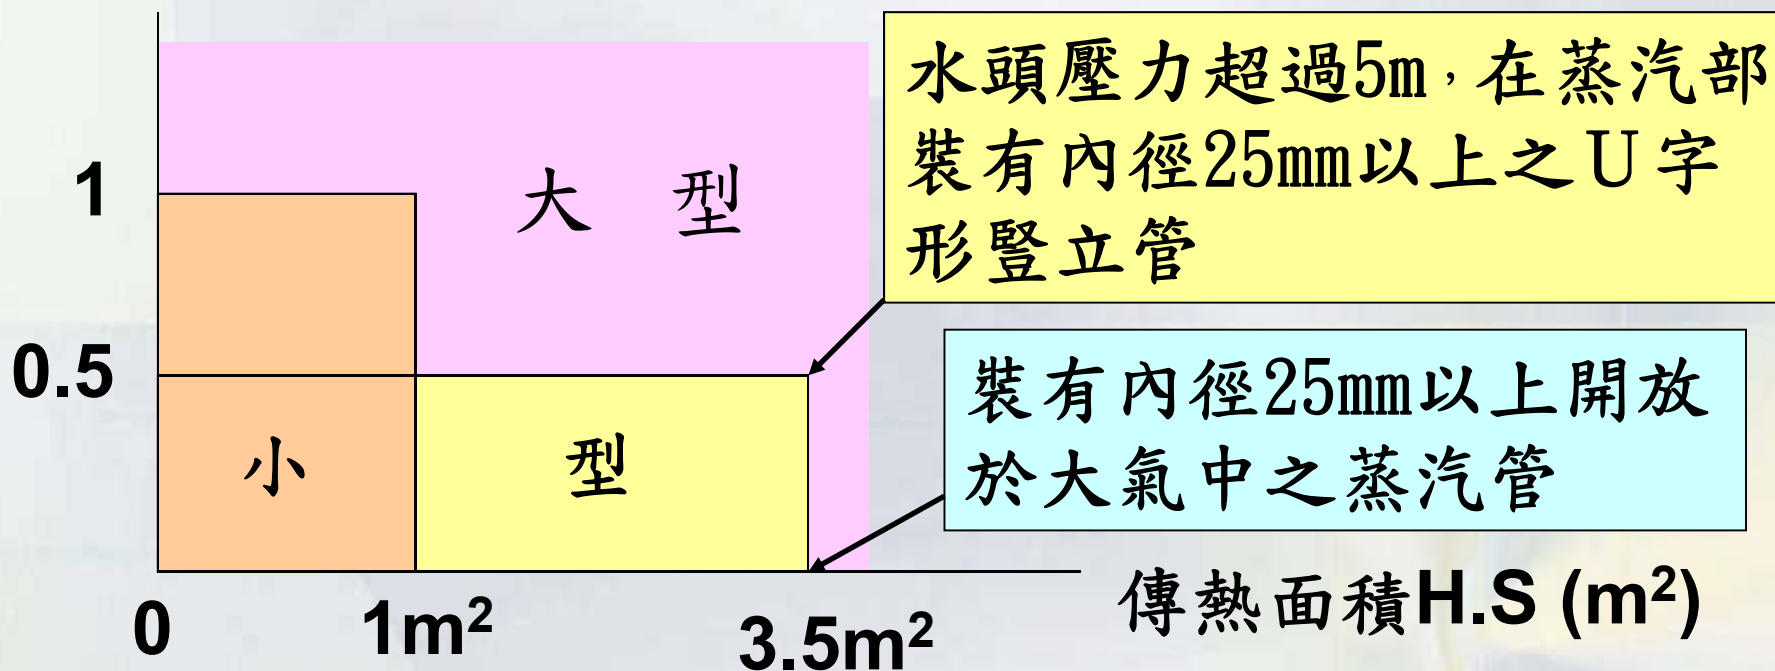 水頭壓力超過5m，在蒸汽部
裝有內徑25mm以上之U字
形豎立管
大 型
1
0.5
裝有內徑25mm以上開放
於大氣中之蒸汽管
小 型
傳熱面積H.S (m²)
0 1m² 3.5m²